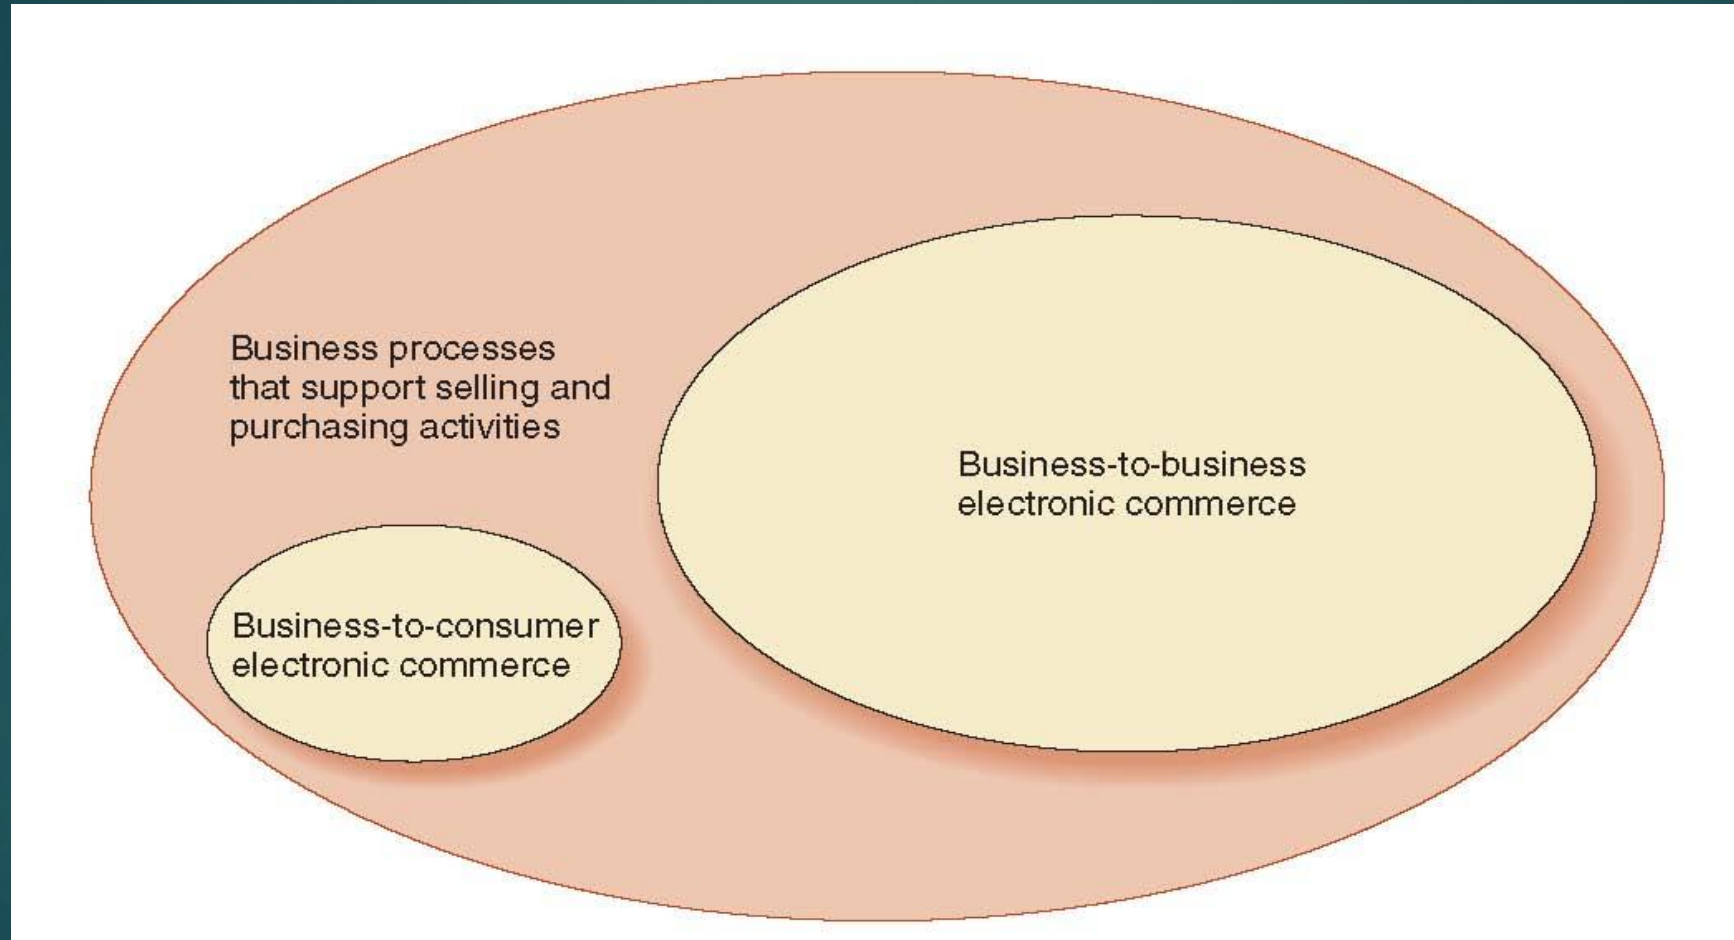 Business processes
that support selling and
purchasing activities
Business-to-business
electronic commerce
Business-to-consumer
electronic commerce